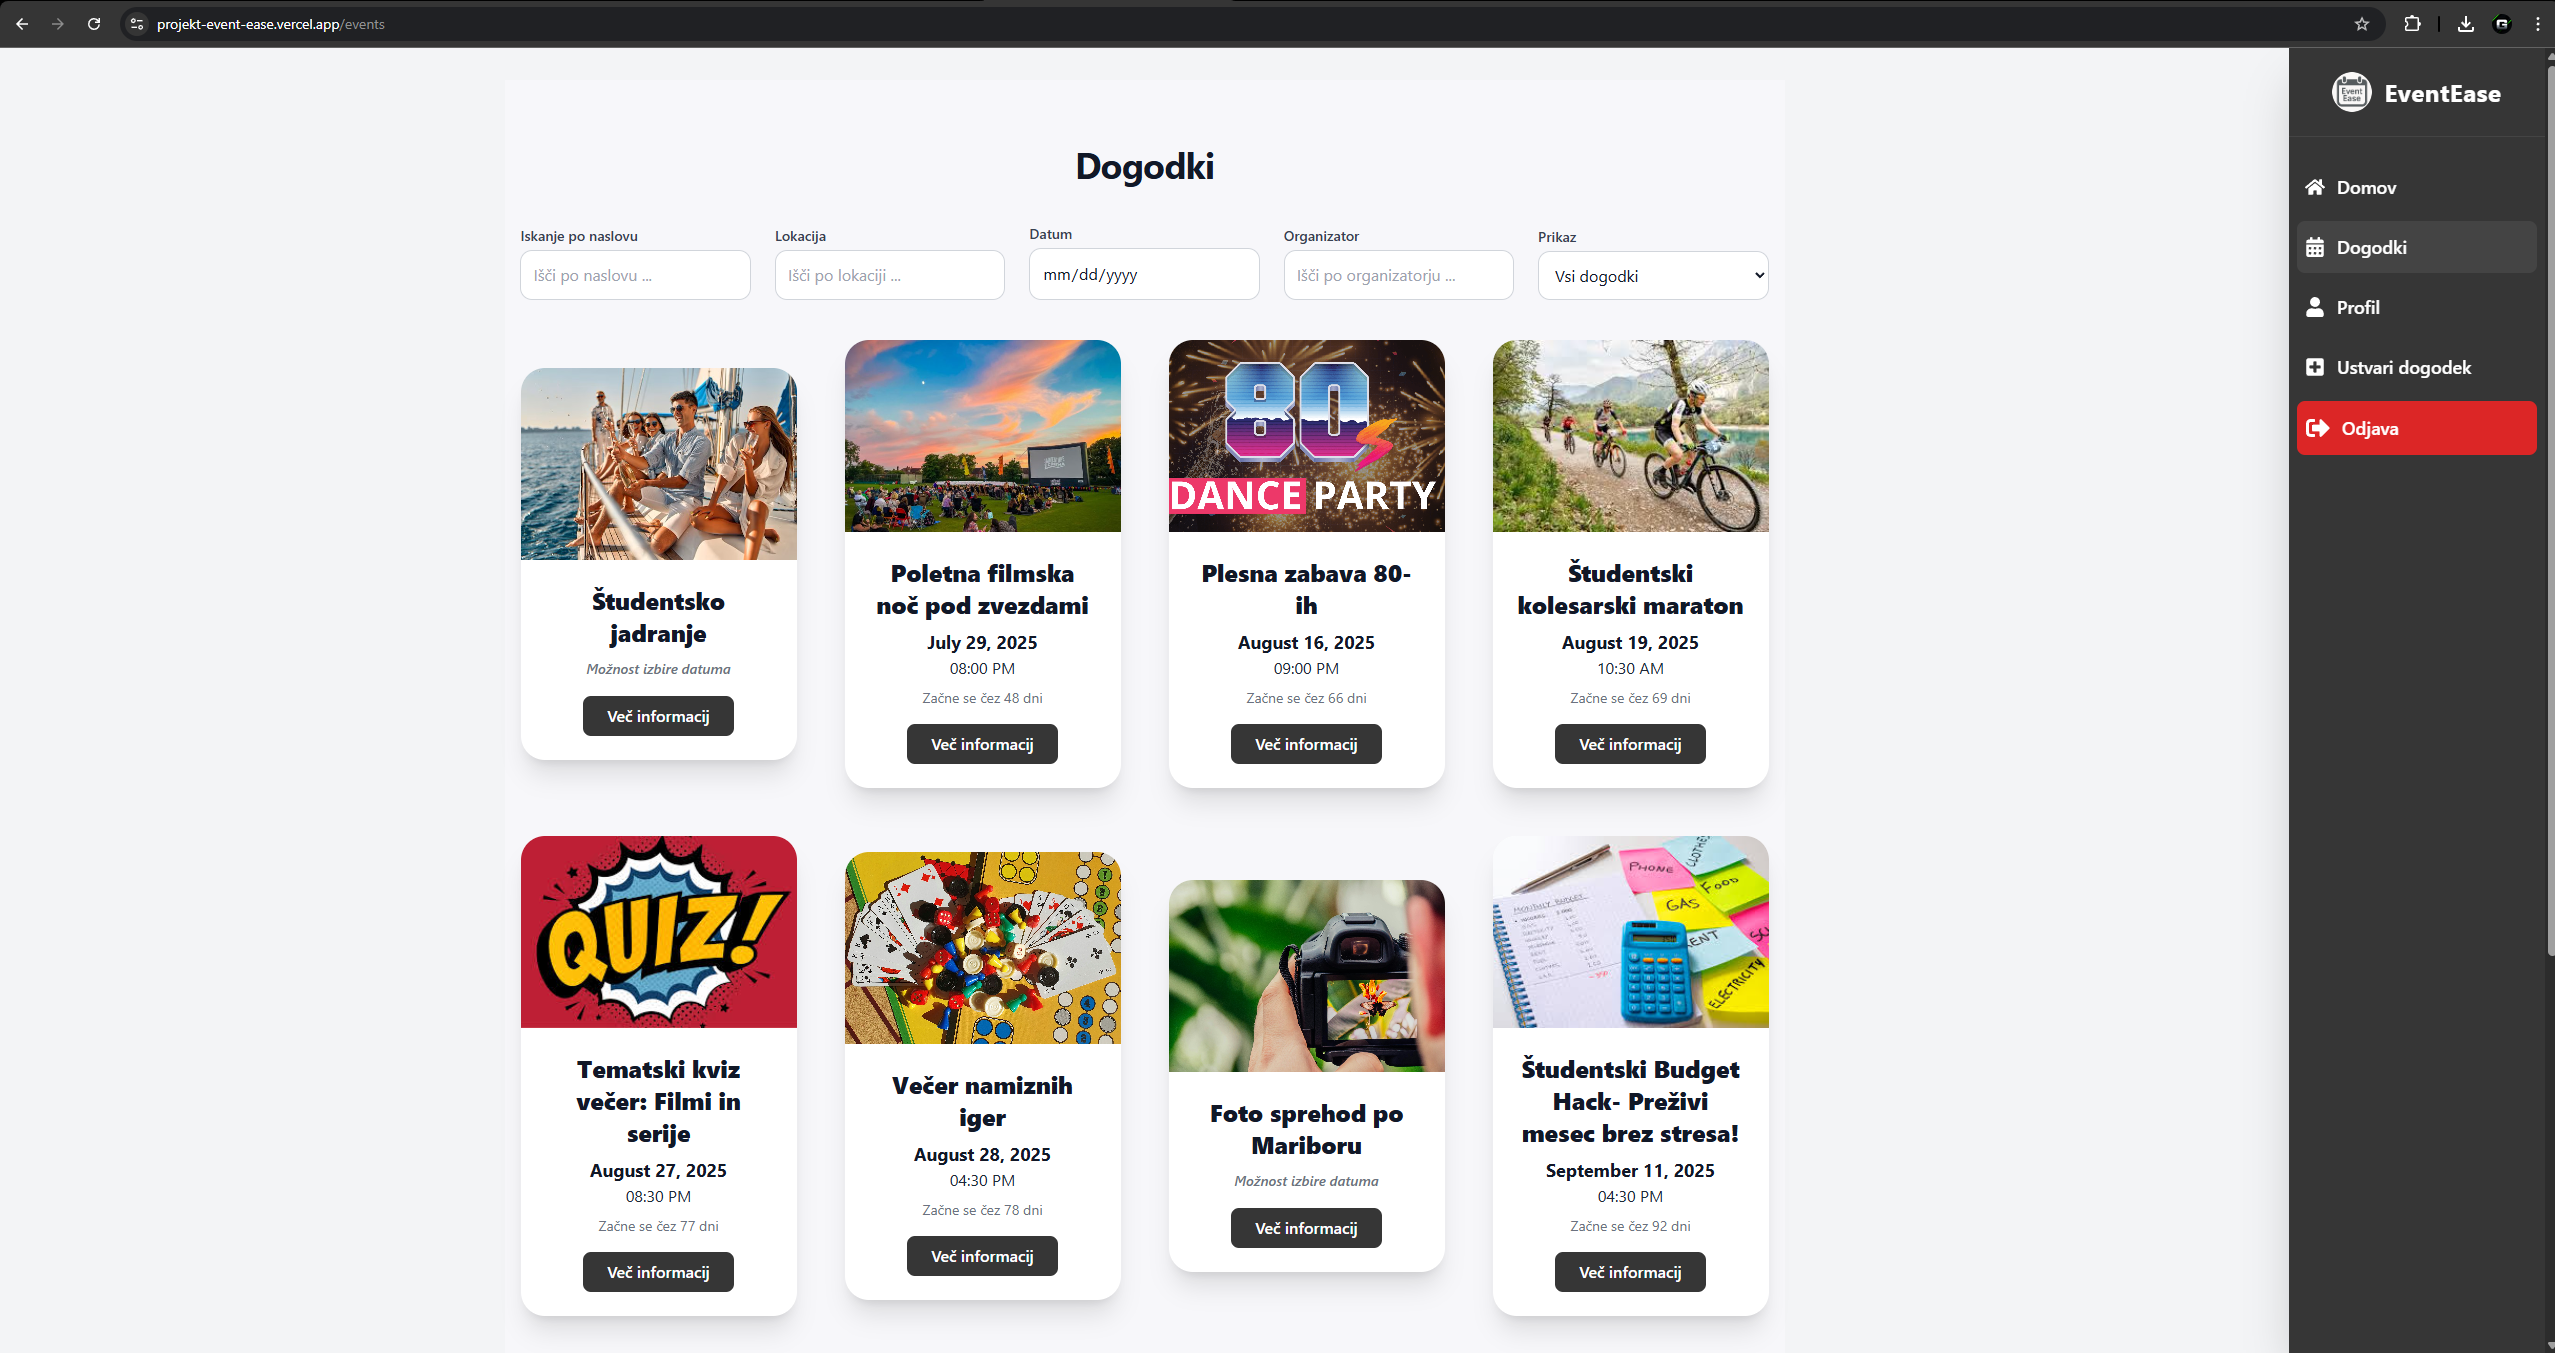 projekt-event-ease.vercel.app/events
Event Ease
EventEase
Domov
Dogodki
Profil
Ustvari dogodek
Odjava
Dogodki
Iskanje po naslovu
Lokacija
Datum
Organizator
Prikaz
Išči po naslovu ...
Išči po lokaciji ...
mm/dd/yyyy
Išči po organizatorju ...
Vsi dogodki
Študentsko
jadranje
Možnost izbire datuma
Več informacij
Poletna filmska
noč pod zvezdami
July 29, 2025
08:00 PM
Začne se čez 48 dni
Več informacij
80s
DANCE PARTY
Plesna zabava 80-
ih
August 16, 2025
09:00 PM
Začne se čez 66 dni
Več informacij
Študentski
kolesarski maraton
August 19, 2025
10:30 AM
Začne se čez 69 dni
Več informacij
QUIZ!
Tematski kviz
večer: Filmi in
serije
August 27, 2025
08:30 PM
Začne se čez 77 dni
Več informacij
Večer namiznih
iger
August 28, 2025
04:30 PM
Začne se čez 78 dni
Več informacij
Foto sprehod po
Mariboru
Možnost izbire datuma
Več informacij
PHONE
CLOTHE
FOOD
GAS
ENT
ELECTRICITY
MONTHLY BUDGET
Študentski Budget
Hack- Preživi
mesec brez stresa!
September 11, 2025
04:30 PM
Začne se čez 92 dni
Več informacij